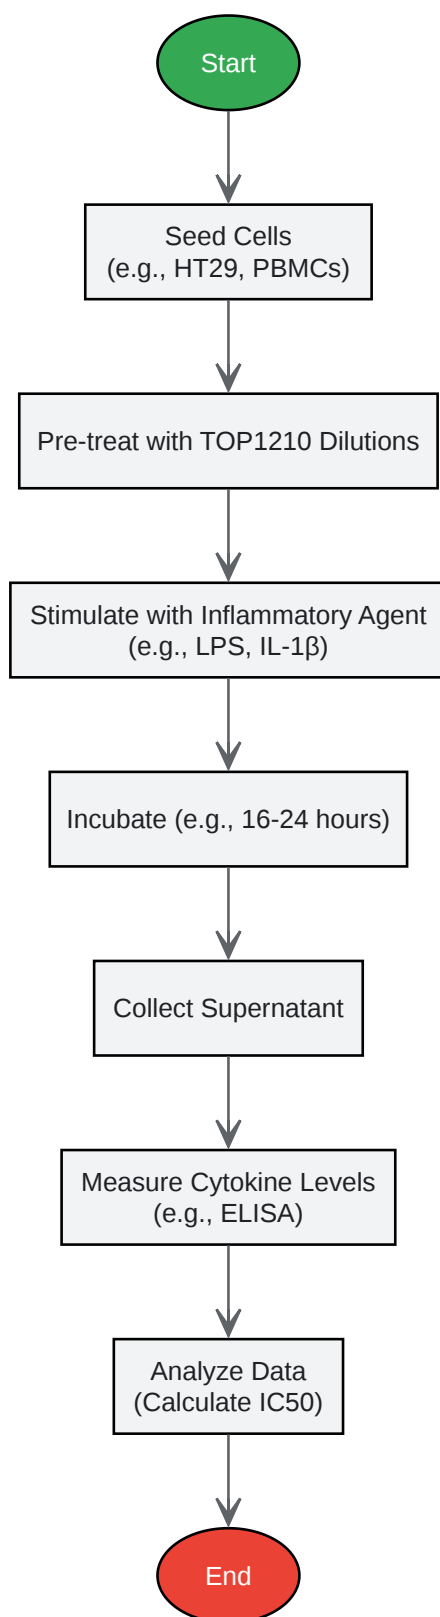 Start
Seed Cells
(e.g., HT29, PBMCs)
Pre-treat with TOP1210 Dilutions
Stimulate with Inflammatory Agent
(e.g., LPS, IL-1β)
Incubate (e.g., 16-24 hours)
Collect Supernatant
Measure Cytokine Levels
(e.g., ELISA)
Analyze Data
(Calculate IC50)
End